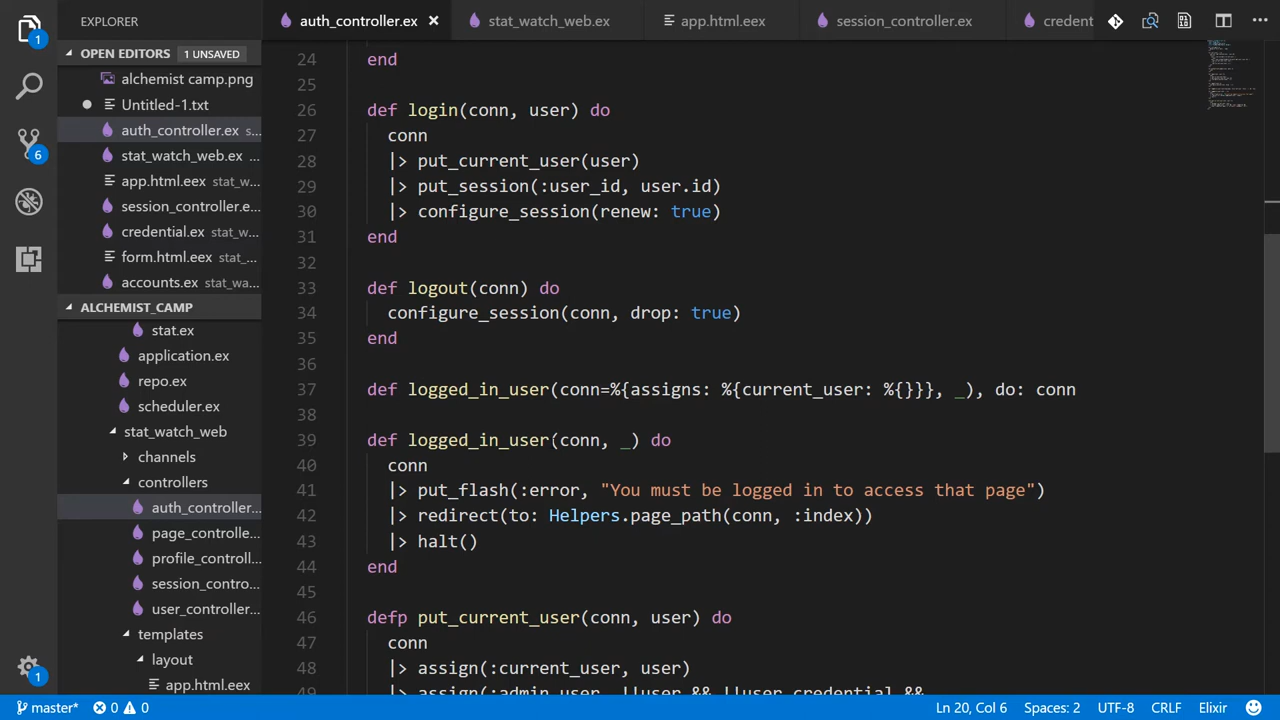 EXPLORER
auth_controller.ex
stat_watch_web.ex
app.html.eex
session_controller.ex
credent
1
OPEN EDITORS 1 UNSAVED
alchemist camp.png
Untitled-1.txt
auth_controller.ex s...
stat_watch_web.ex ...
app.html.eex stat_w...
session_controller.e...
credential.ex stat_w...
form.html.eex stat_...
accounts.ex stat_wa...
6
ALCHEMIST_CAMP
stat.ex
application.ex
repo.ex
scheduler.ex
stat_watch_web
channels
controllers
auth_controller...
page_controlle...
profile_controll...
session_contro...
user_controller...
templates
layout
app.html.eex
1
24 end
25
26 def login(conn, user) do
27 conn
28 |> put_current_user(user)
29 |> put_session(:user_id, user.id)
30 |> configure_session(renew: true)
31 end
32
33 def logout(conn) do
34 configure_session(conn, drop: true)
35 end
36
37 def logged_in_user(conn=%{assigns: %{current_user: %{}}}, _), do: conn
38
39 def logged_in_user(conn, _) do
40 conn
41 |> put_flash(:error, "You must be logged in to access that page")
42 |> redirect(to: Helpers.page_path(conn, :index))
43 |> halt()
44 end
45
46 defp put_current_user(conn, user) do
47 conn
48 |> assign(:current_user, user)
49 |> assign(:admin_user, !!user && !!user.credential &&
master* 0 0 Ln 20, Col 6 Spaces: 2 UTF-8 CRLF Elixir